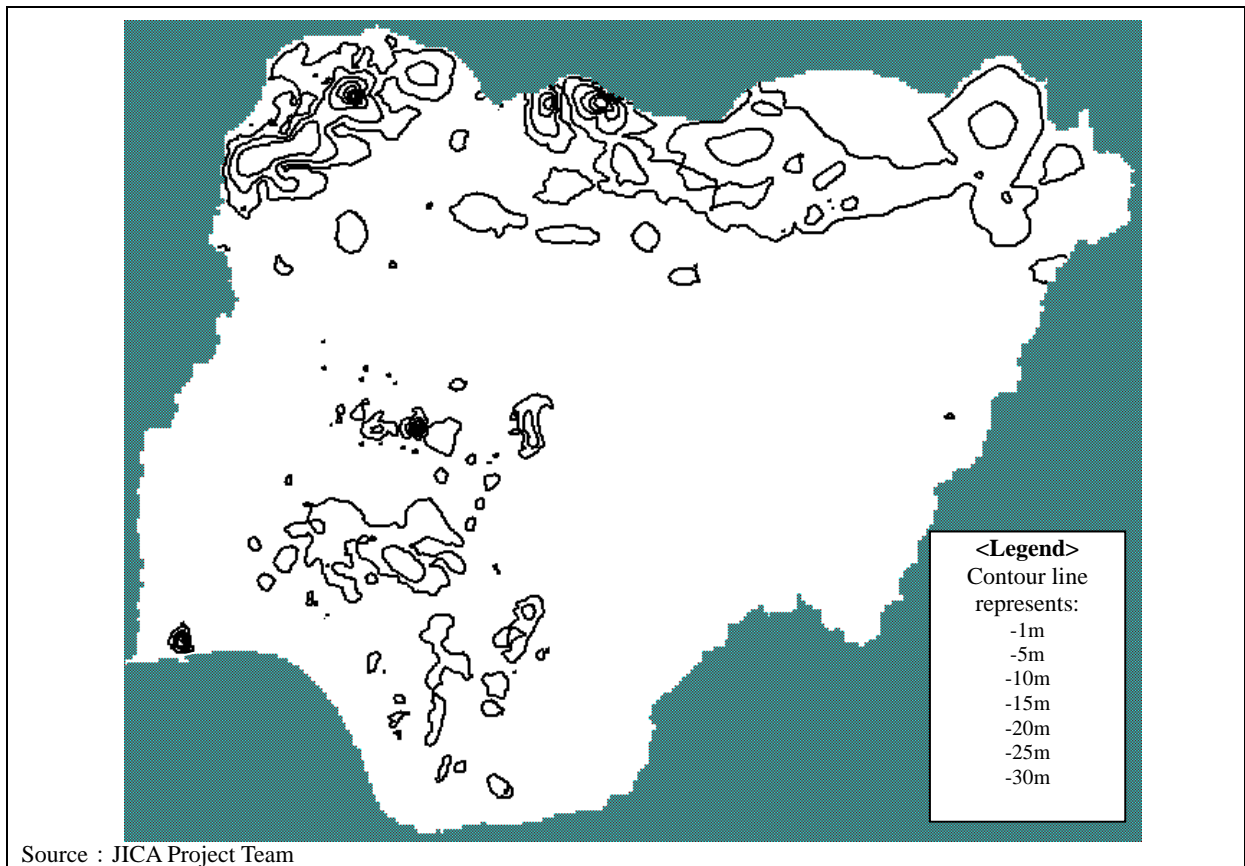 <Legend>
Contour line
represents:
-1m
-5m
-10m
-15m
-20m
-25m
-30m
Source：JICA Project Team